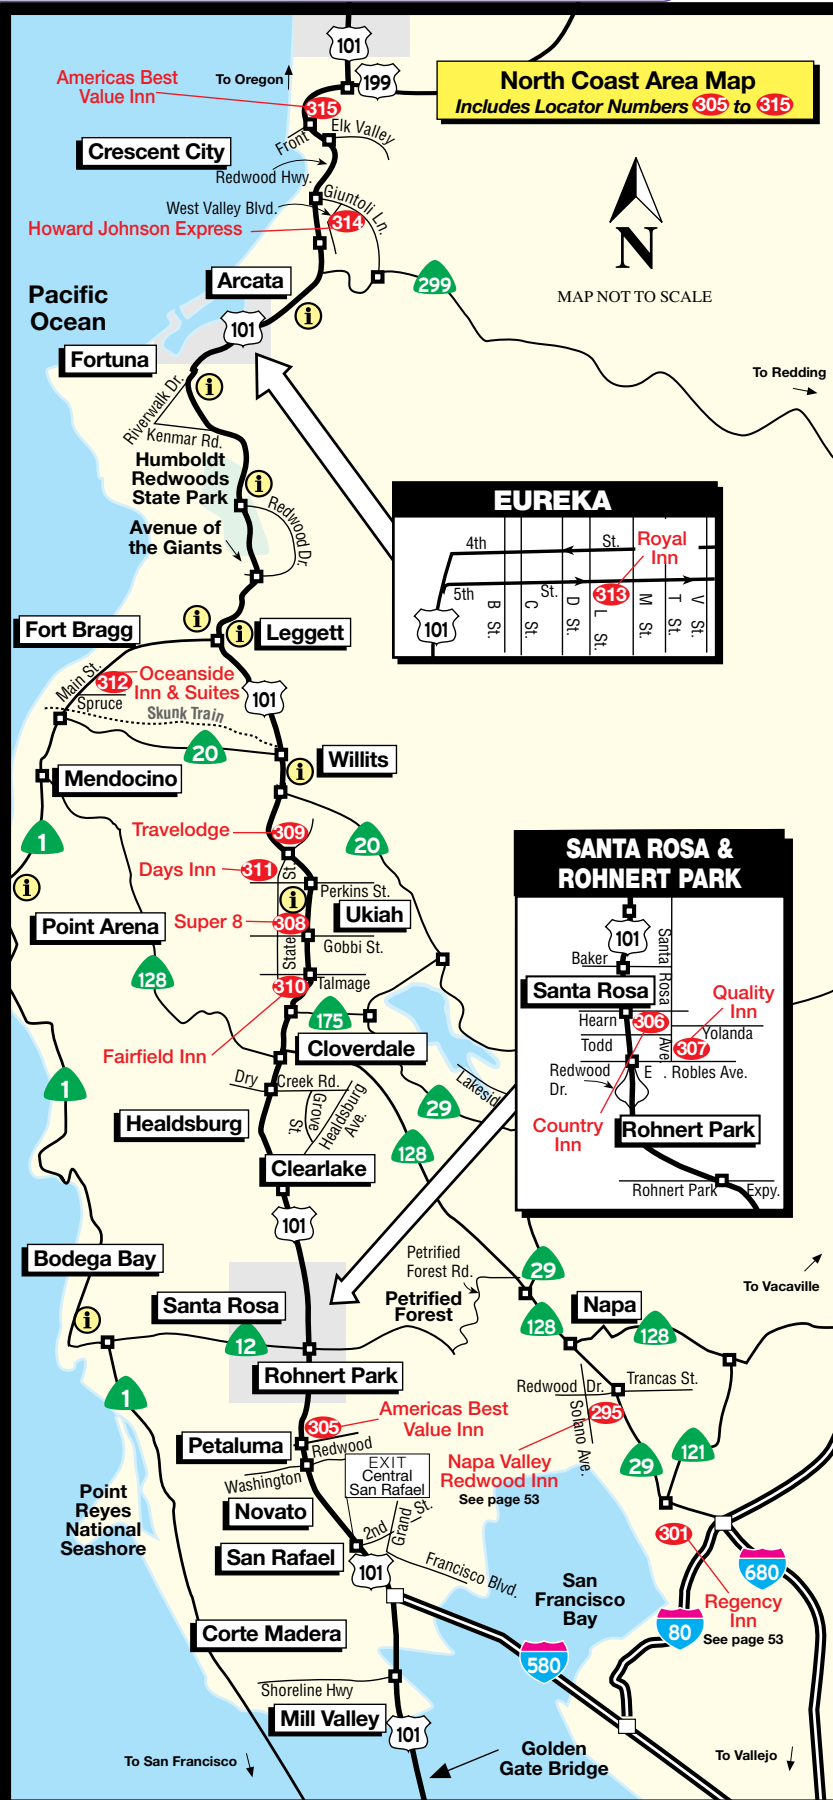 101
199
To Oregon
Americas Best
Value Inn
315
North Coast Area Map
Includes Locator Numbers 305 to 315
Front
Elk Valley
Crescent City
Redwood Hwy.
Giuntoli Ln.
West Valley Blvd.
314
Howard Johnson Express
N
MAP NOT TO SCALE
Arcata
299
Pacific
Ocean
i
101
Fortuna
To Redding
i
Riverwalk Dr.
Kenmar Rd.
Humboldt
Redwoods
State Park
i
Redwood Dr.
Avenue of
the Giants
EUREKA
4th
St.
Royal
Inn
5th
St.
313
101
B St.
C St.
D St.
L St.
M St.
T St.
V St.
i
i
Fort Bragg
Leggett
Main St.
312
Oceanside
Inn & Suites
Spruce
101
Skunk Train
20
Willits
i
Mendocino
1
Travelodge
309
20
Days Inn
311
St.
Perkins St.
i
i
Point Arena
Super 8
308
Ukiah
Gobbi St.
State
128
310
Talmage
175
Fairfield Inn
Cloverdale
SANTA ROSA &
ROHNERT PARK
101
Santa Rosa
Ave.
Baker
Santa Rosa
Quality
Inn
Hearn
306
Yolanda
Todd
307
Redwood
Dr.
E . Robles Ave.
Country
Inn
Rohnert Park
Rohnert Park
Expy.
1
Dry
Creek Rd.
Grove
St.
Healdsburg
Ave.
Lakeside
29
Healdsburg
128
Clearlake
101
Bodega Bay
Petrified
Forest Rd.
29
To Vacaville
Petrified
Forest
Santa Rosa
128
Napa
128
i
12
1
Rohnert Park
Redwood Dr.
Trancas St.
Solano Ave.
295
305
Americas Best
Value Inn
Petaluma
Redwood
Washington
EXIT
Central
San Rafael
Napa Valley
Redwood Inn
See page 53
29
121
Point
Reyes
National
Seashore
Novato
2nd
Grand
St.
301
San Rafael
101
Francisco Blvd.
San
Francisco
Bay
680
Regency
Inn
See page 53
80
Corte Madera
580
Shoreline Hwy
Mill Valley
101
Golden
Gate Bridge
To San Francisco
To Vallejo